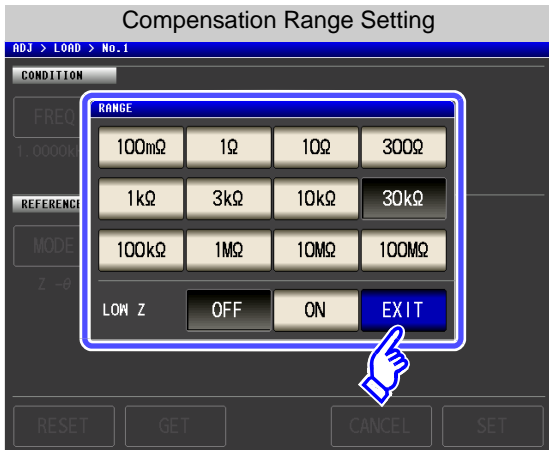 Compensation Range Setting
ADJ > LOAD > No.1
CONDITION
FREQ
1.0000k
RANGE
100mΩ 1Ω 10Ω 300Ω
1kΩ 3kΩ 10kΩ 30kΩ
100kΩ 1MΩ 10MΩ 100MΩ
REFERENCE
MODE
Z -θ
LOW Z OFF ON EXIT
RESET GET CANCEL SET